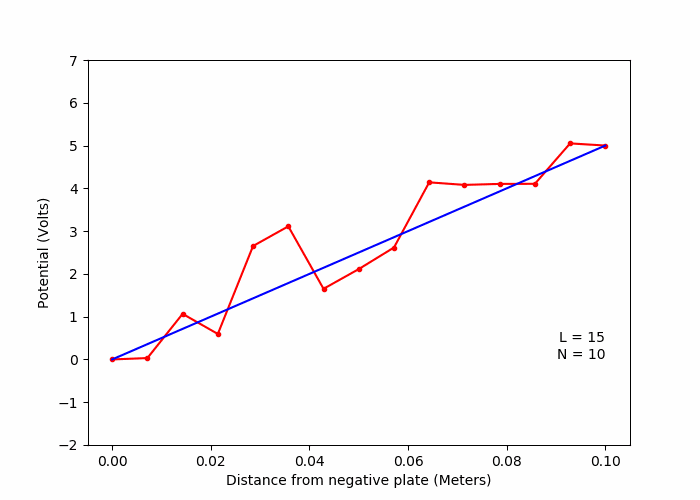 7
6
5
4
3
2
1
0
−1
−2
Potential (Volts)
L = 15
N = 10
0.00 0.02 0.04 0.06 0.08 0.10
Distance from negative plate (Meters)